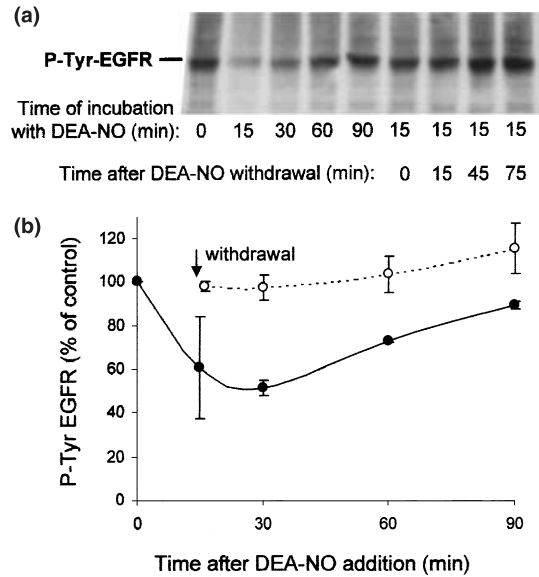 (a)
P-Tyr-EGFR
Time of incubation
with DEA-NO (min): 0 15 30 60 90 15 15 15 15
Time after DEA-NO withdrawal (min): 0 15 45 75
(b)
120
withdrawal
100
80
60
40
20
0
P-Tyr EGFR (% of control)
0 30 60 90
Time after DEA-NO addition (min)